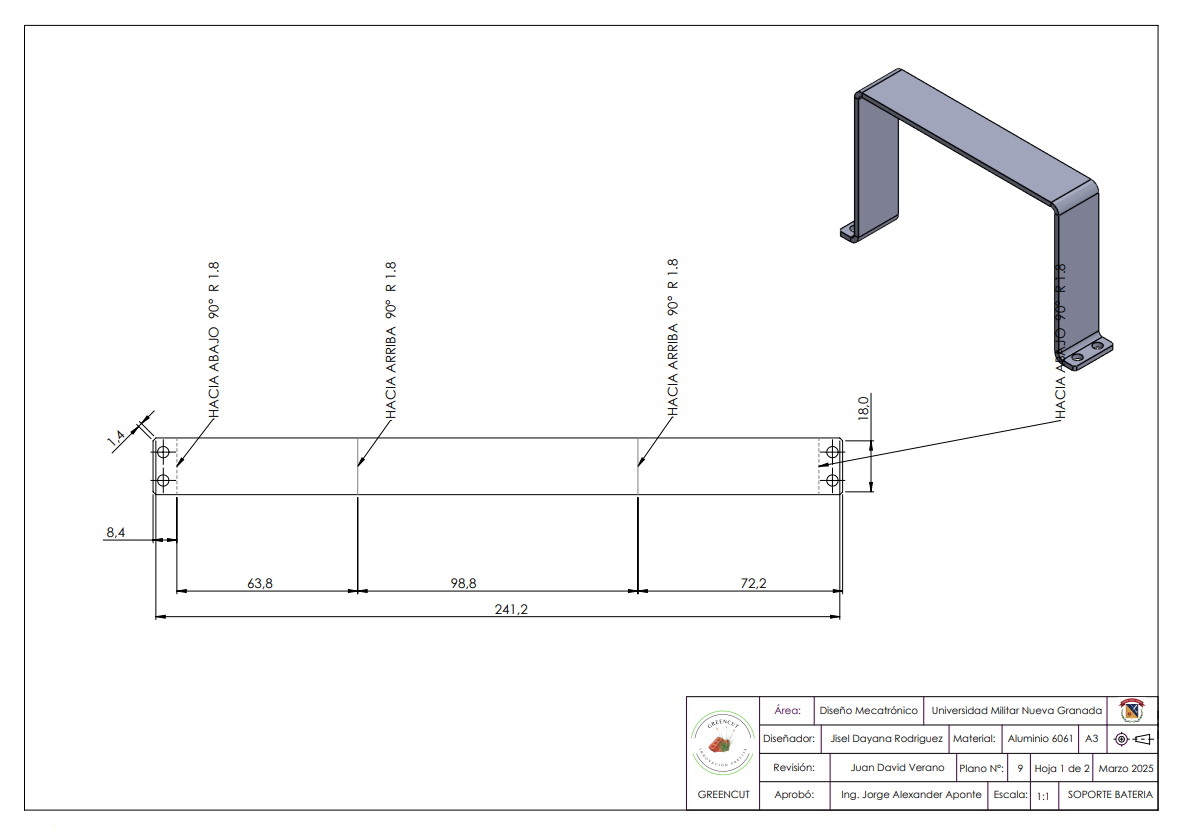 HACIA ABAJO 90° R 1.8
HACIA ARRIBA 90° R 1.8
HACIA ARRIBA 90° R 1.8
HACIA ABAJO 90° R 1.8
1,4
18,0
8,4
63,8
98,8
72,2
241,2
GREENCUT
INNOVACIÓN PRECISA
GREENCUT
Área: Diseño Mecatrónico Universidad Militar Nueva Granada
Diseñador: Jisel Dayana Rodriguez Material: Aluminio 6061 A3
Revisión: Juan David Verano Plano N°: 9 Hoja 1 de 2 Marzo 2025
Aprobó: Ing. Jorge Alexander Aponte Escala: 1:1 SOPORTE BATERIA